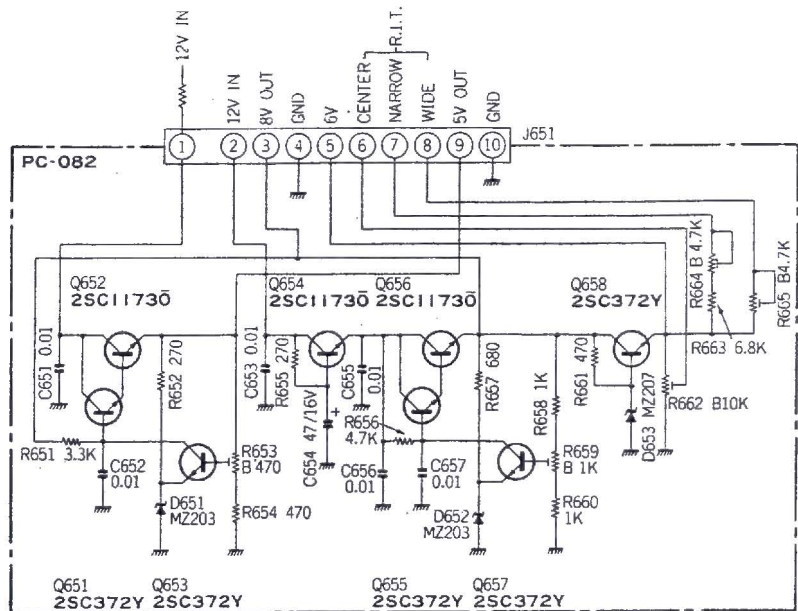 12V IN
12V IN
8V OUT
GND
6V
CENTER
NARROW
WIDE
R.I.T.
5V OUT
GND
1 2 3 4 5 6 7 8 9 10
J651
PC-082
Q652
2SC1173O
Q654
2SC1173O
Q656
2SC1173O
Q658
2SC372Y
R664 B 4.7K
R665 B4.7K
R663 6.8K
C651 0.01
R652 270
C653 0.01
R655 270
C655
0.01
R657 680
R658 1K
R661 470
R662 B10K
D653 MZ207
R651 3.3K
C652
0.01
D651
MZ203
R653
B 470
R654 470
C654 47/16V
+
R656
4.7K
C656
0.01
C657
0.01
D652
MZ203
R659
B 1K
R660
1K
Q651
2SC372Y
Q653
2SC372Y
Q655
2SC372Y
Q657
2SC372Y